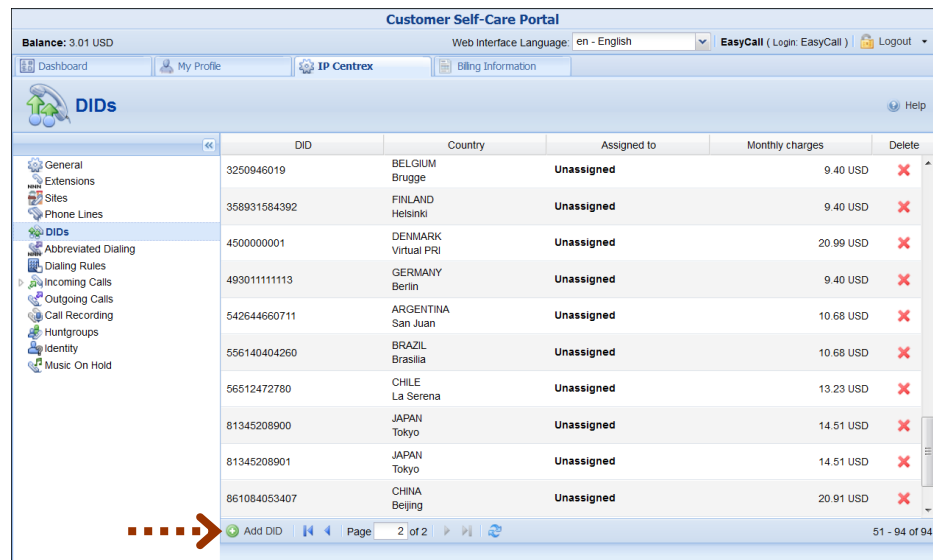 Customer Self-Care Portal
Balance: 3.01 USD Web Interface Language: en - English EasyCall ( Login: EasyCall ) Logout
Dashboard My Profile IP Centrex Billing Information
DIDs Help
DID Country Assigned to Monthly charges Delete
General
Extensions
Sites
Phone Lines
DIDs
Abbreviated Dialing
Dialing Rules
Incoming Calls
Outgoing Calls
Call Recording
Huntgroups
Identity
Music On Hold
3250946019 BELGIUM Unassigned 9.40 USD
Brugge
358931584392 FINLAND Unassigned 9.40 USD
Helsinki
4500000001 DENMARK Unassigned 20.99 USD
Virtual PRI
493011111113 GERMANY Unassigned 9.40 USD
Berlin
542644660711 ARGENTINA Unassigned 10.68 USD
San Juan
556140404260 BRAZIL Unassigned 10.68 USD
Brasilia
56512472780 CHILE Unassigned 13.23 USD
La Serena
81345208900 JAPAN Unassigned 14.51 USD
Tokyo
81345208901 JAPAN Unassigned 14.51 USD
Tokyo
861084053407 CHINA Unassigned 20.91 USD
Beijing
Add DID Page 2 of 2 51 - 94 of 94